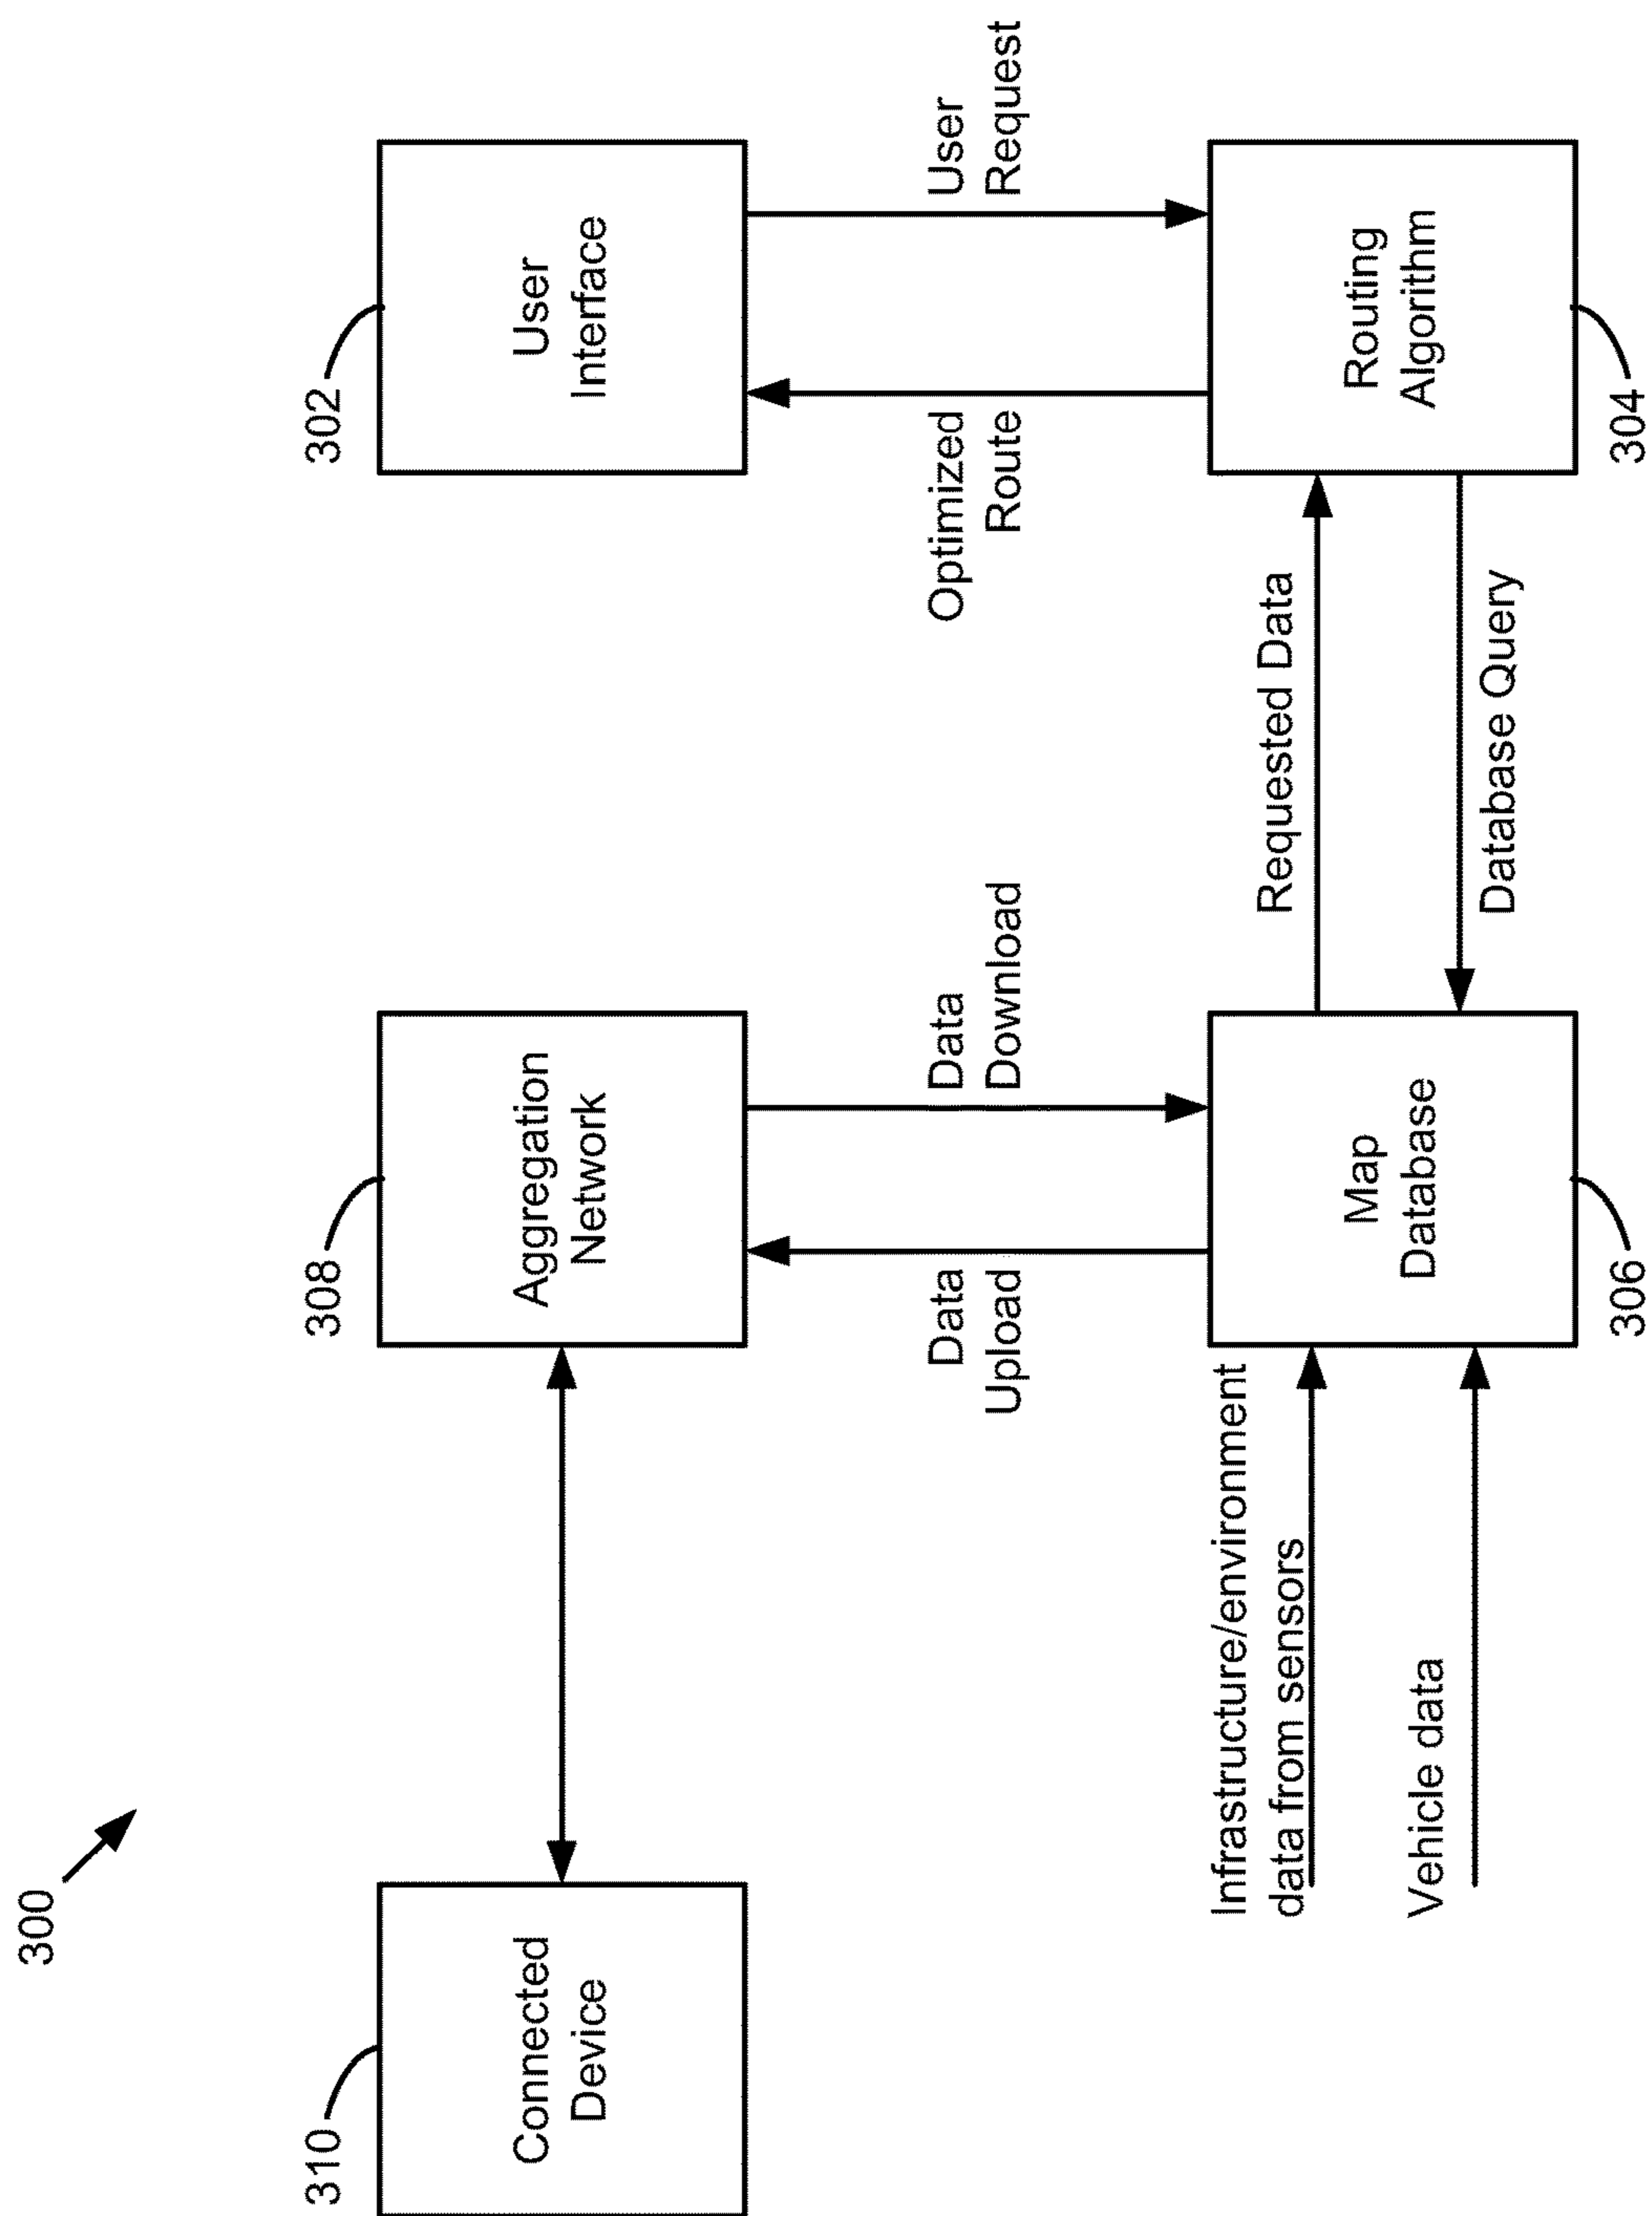 300
310
Connected
Device
308
Aggregation
Network
302
User
Interface
Data
Upload
Data
Download
Optimized
Route
User
Request
Infrastructure/environment
data from sensors
Vehicle data
Map
Database
306
Requested Data
Database Query
Routing
Algorithm
304